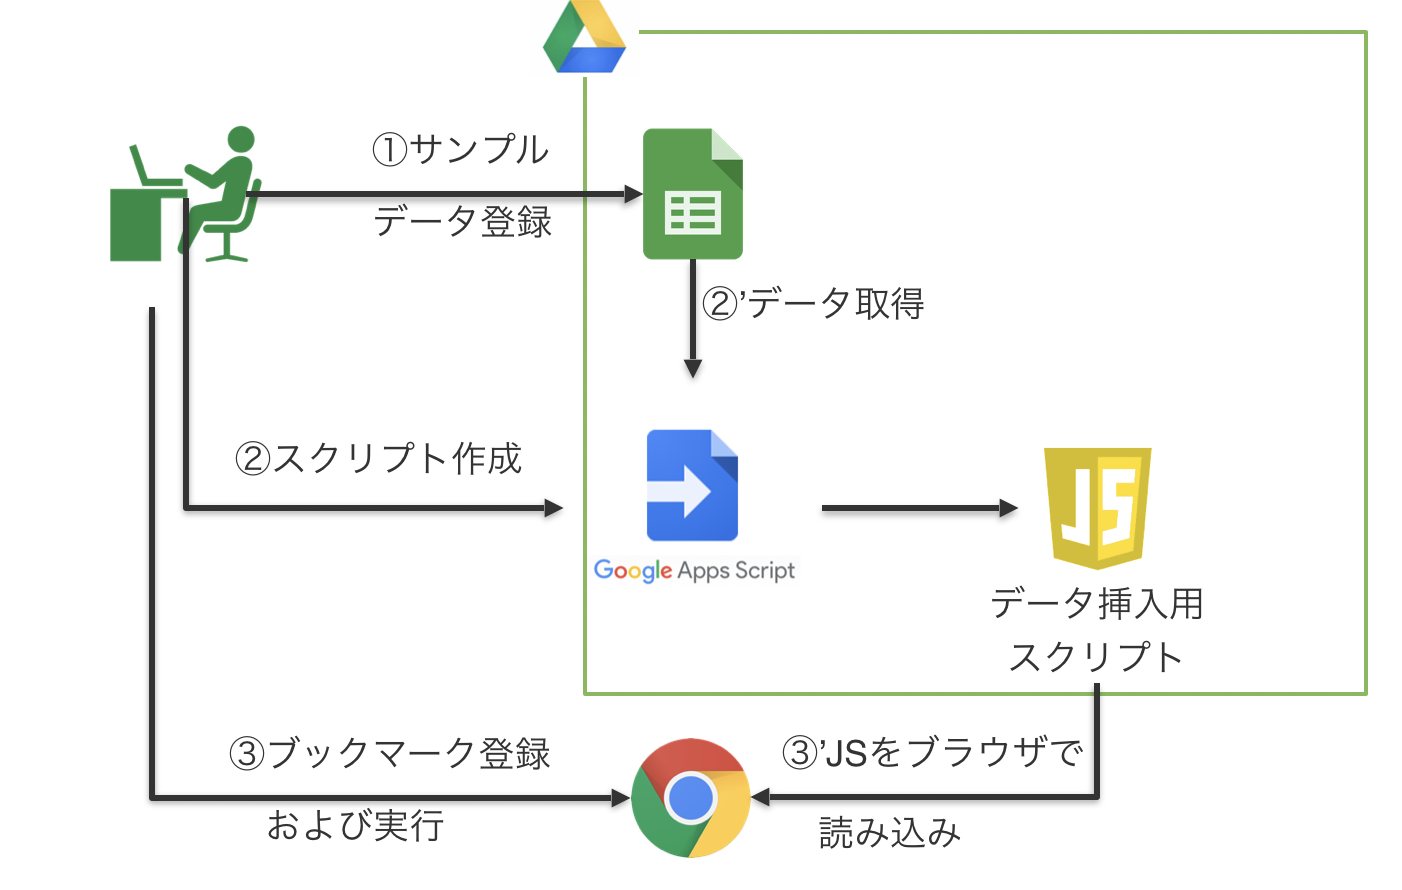 ①サンプル
データ登録
②’データ取得
②スクリプト作成
Google Apps Script
JS
データ挿入用
スクリプト
③ブックマーク登録
および実行
③’JSをブラウザで
読み込み